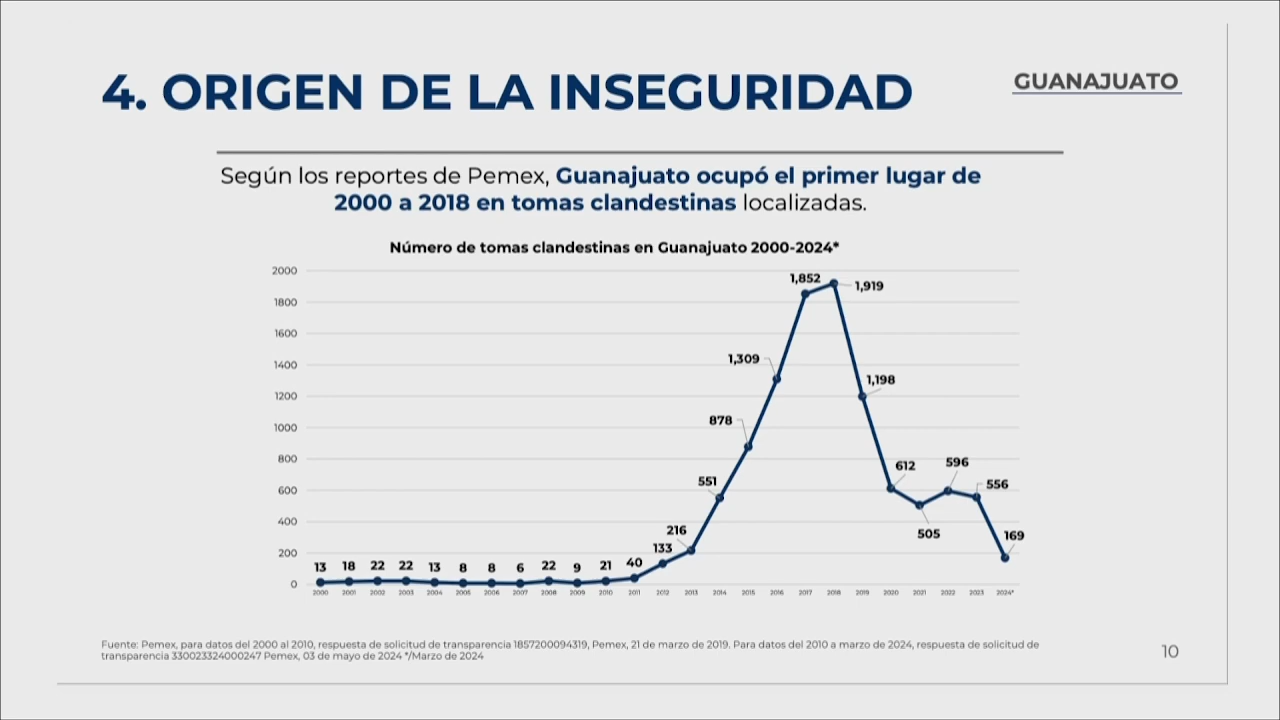 4. ORIGEN DE LA INSEGURIDAD
GUANAJUATO
Según los reportes de Pemex, Guanajuato ocupó el primer lugar de
2000 a 2018 en tomas clandestinas localizadas.
Número de tomas clandestinas en Guanajuato 2000-2024*
2000
1800
1600
1400
1200
1000
800
600
400
200
0
13 18 22 22 13 8 8 6 22 9 21 40 133 216 551 878 1,309 1,852 1,919 1,198 612 505 596 556 169
2000 2001 2002 2003 2004 2005 2006 2007 2008 2009 2010 2011 2012 2013 2014 2015 2016 2017 2018 2019 2020 2021 2022 2023 2024*
Fuente: Pemex, para datos del 2000 al 2010, respuesta de solicitud de transparencia 1857200094319, Pemex, 21 de marzo de 2019. Para datos del 2010 a marzo de 2024, respuesta de solicitud de
transparencia 330023324000247 Pemex, 03 de mayo de 2024 */Marzo de 2024
10